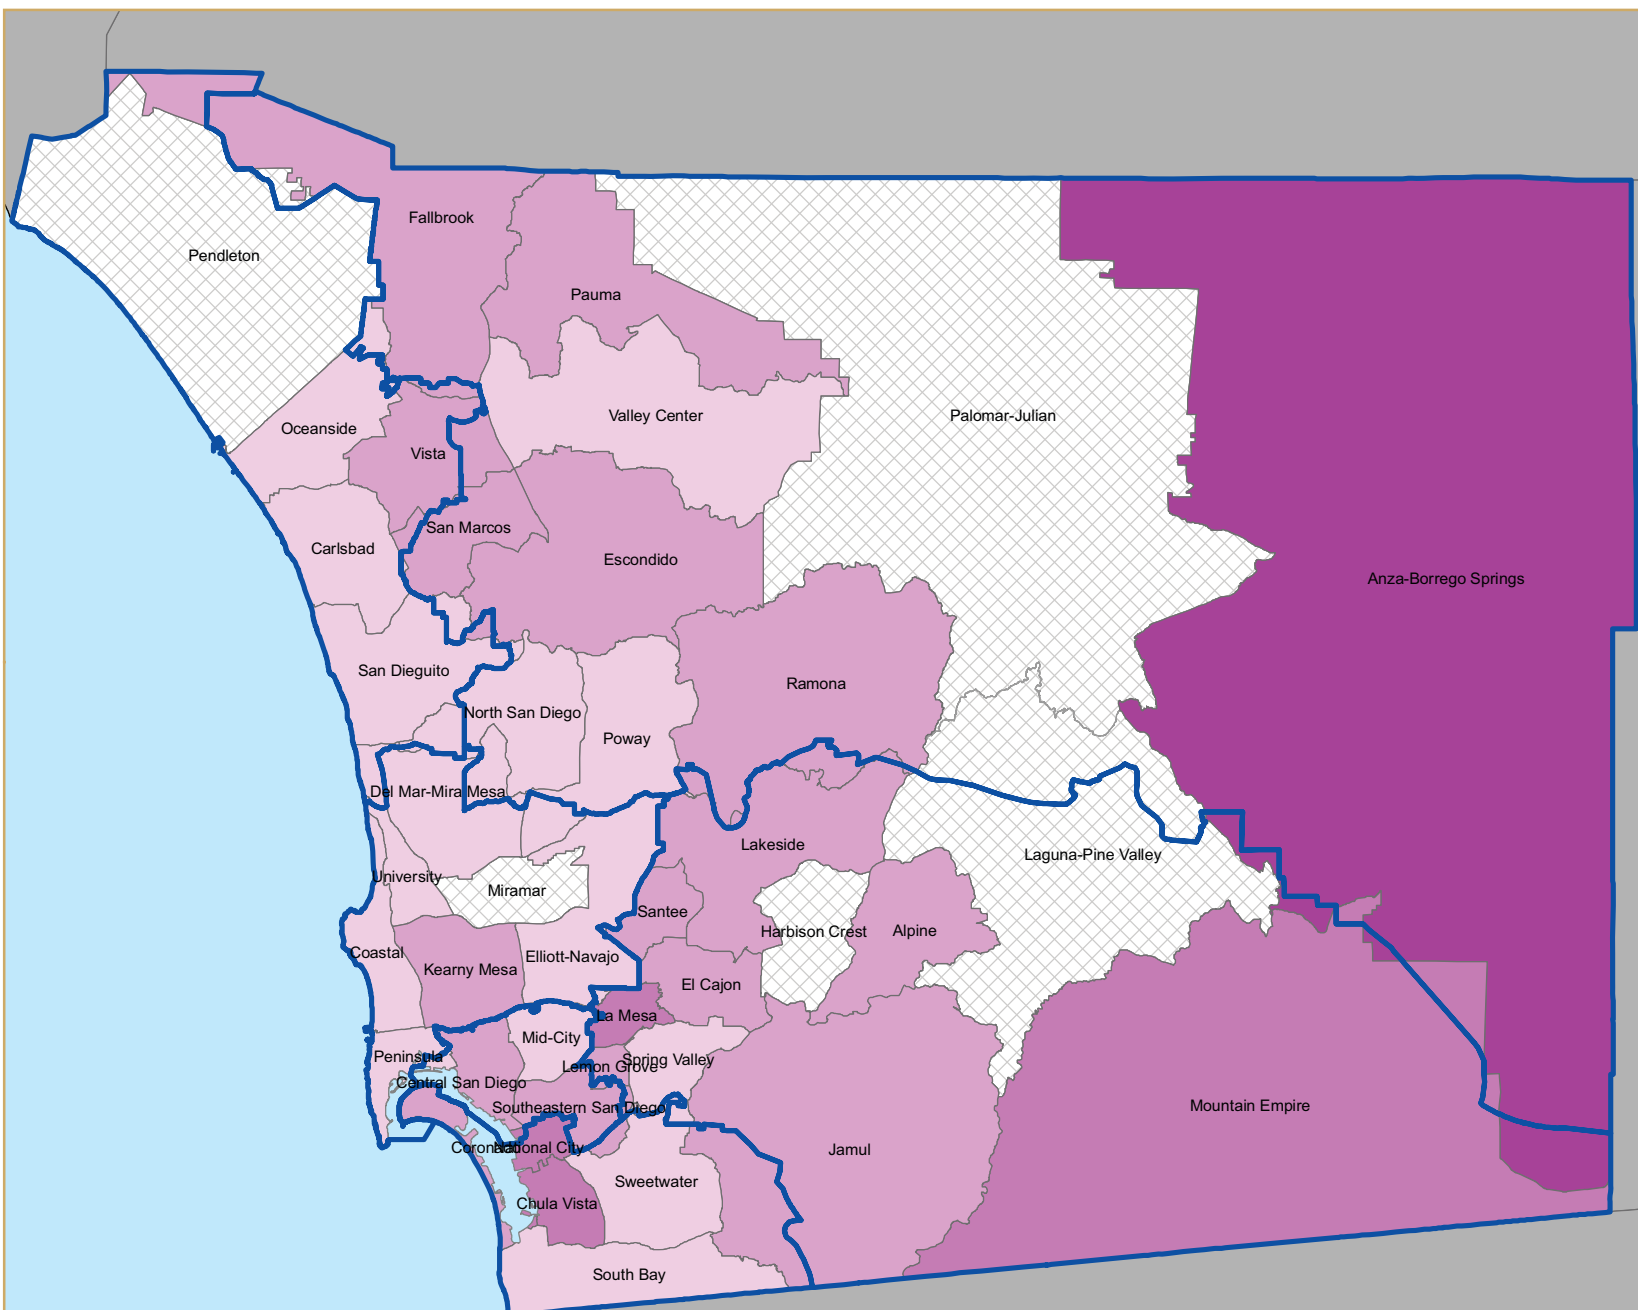 Fallbrook
Pendleton
Pauma
Valley Center
Palomar-Julian
Oceanside
Vista
San Marcos
Carlsbad
Escondido
Anza-Borrego Springs
San Dieguito
Ramona
North San Diego
Poway
Del Mar-Mira Mesa
Lakeside
Laguna-Pine Valley
University
Miramar
Santee
Harbison Crest
Alpine
Coastal
Elliott-Navajo
Kearny Mesa
El Cajon
La Mesa
Mid-City
Peninsula
Spring Valley
Lemon Grove
Central San Diego
Southeastern San Diego
Mountain Empire
Coronado
National City
Jamul
Sweetwater
Chula Vista
South Bay